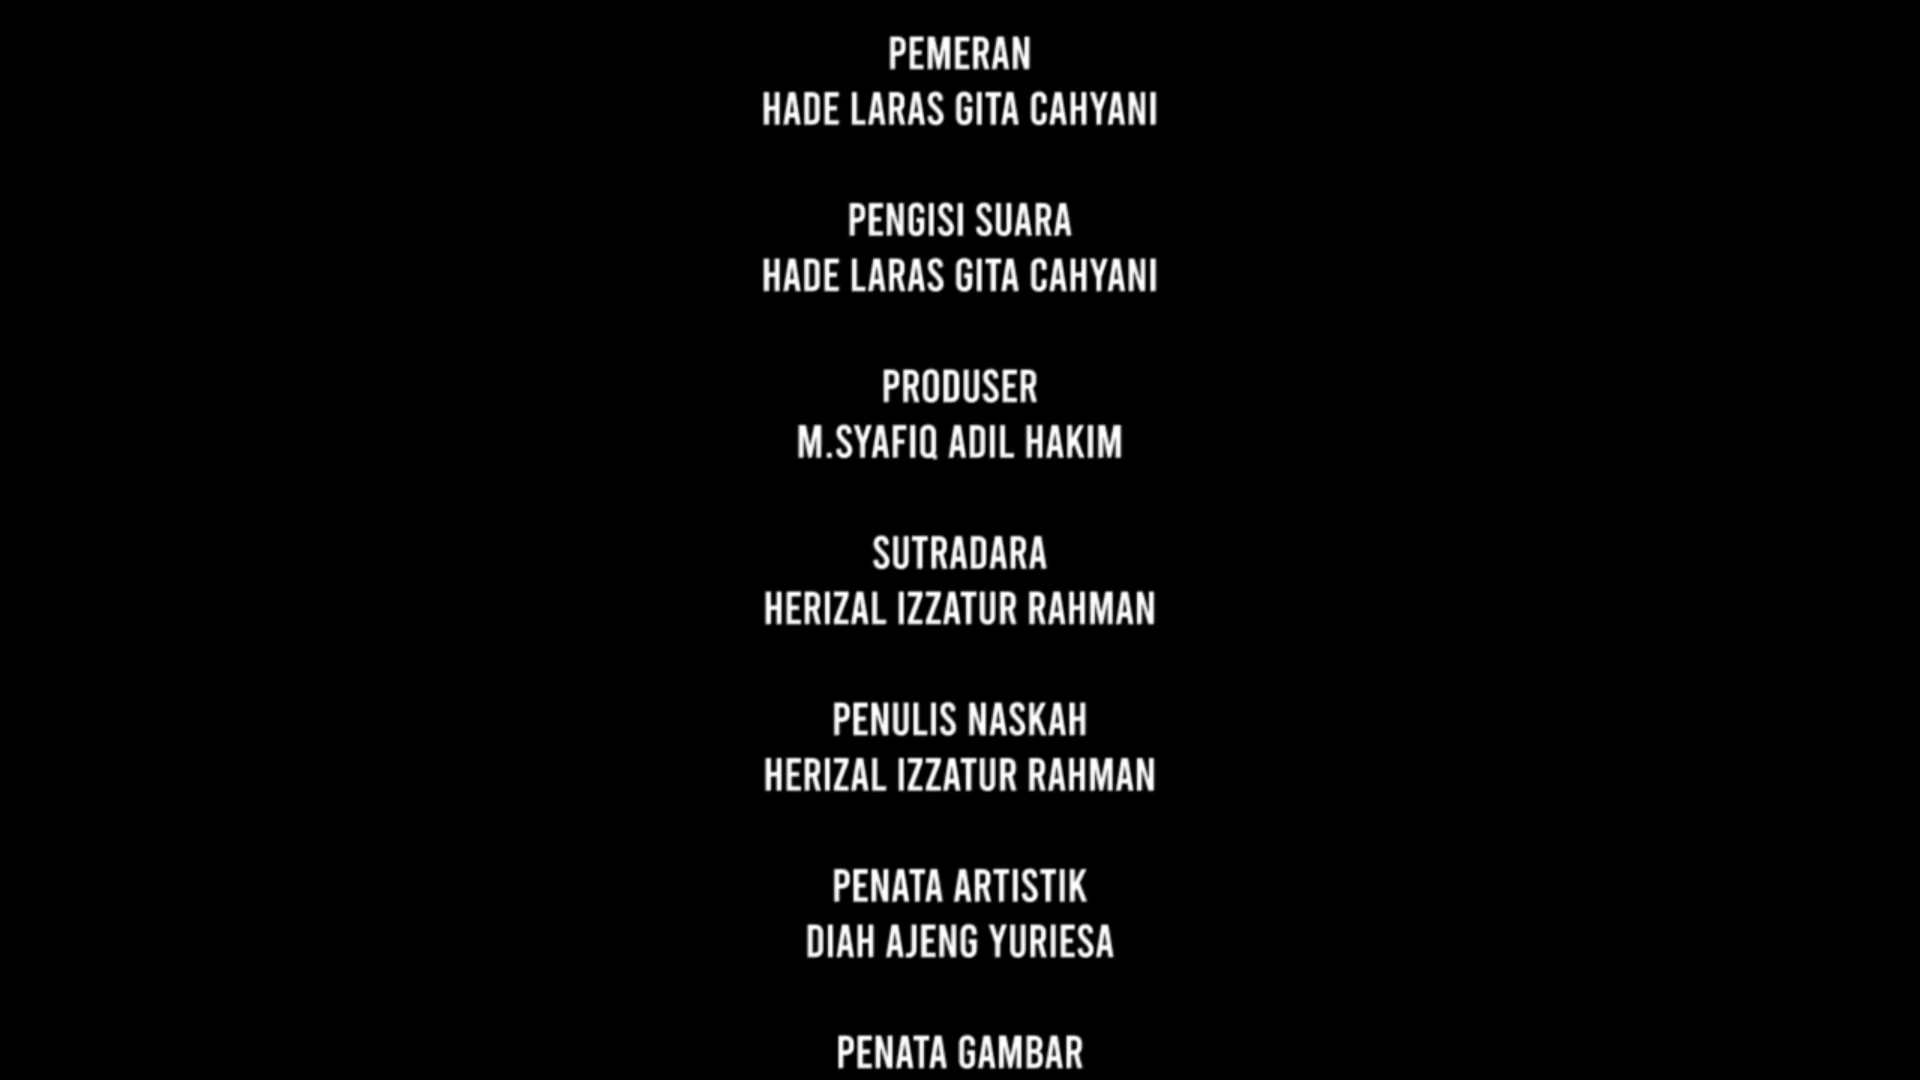 PEMERAN
HADE LARAS GITA CAHYANI
PENGISI SUARA
HADE LARAS GITA CAHYANI
PRODUSER
M.SYAFIQ ADIL HAKIM
SUTRADARA
HERIZAL IZZATUR RAHMAN
PENULIS NASKAH
HERIZAL IZZATUR RAHMAN
PENATA ARTISTIK
DIAH AJENG YURIESA
PENATA GAMBAR